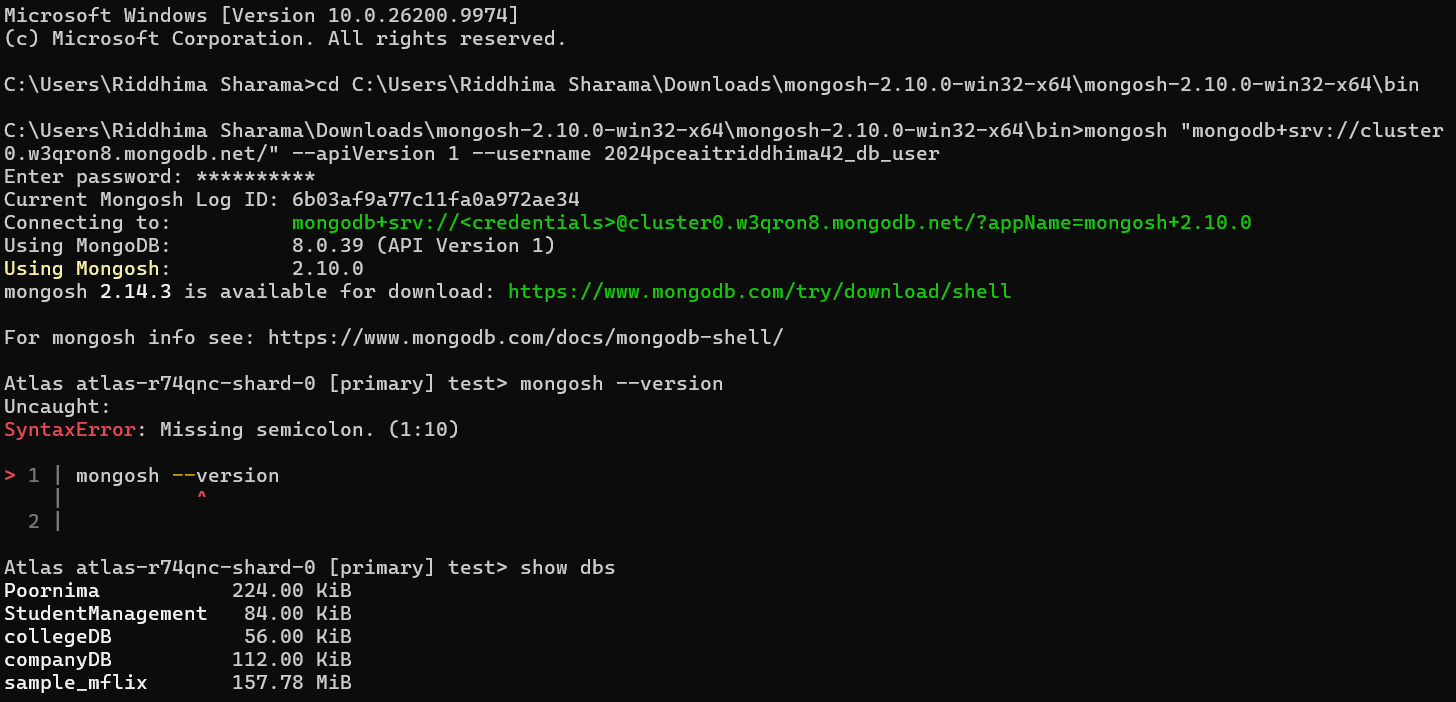 Microsoft Windows [Version 10.0.26200.9974]
(c) Microsoft Corporation. All rights reserved.
C:\Users\Riddhima Sharama>cd C:\Users\Riddhima Sharama\Downloads\mongosh-2.10.0-win32-x64\mongosh-2.10.0-win32-x64\bin
C:\Users\Riddhima Sharama\Downloads\mongosh-2.10.0-win32-x64\mongosh-2.10.0-win32-x64\bin>mongosh "mongodb+srv://cluster
0.w3qron8.mongodb.net/" --apiVersion 1 --username 2024pceaitriddhima42_db_user
Enter password: **********
Current Mongosh Log ID: 6b03af9a77c11fa0a972ae34
Connecting to:          mongodb+srv://<credentials>@cluster0.w3qron8.mongodb.net/?appName=mongosh+2.10.0
Using MongoDB:          8.0.39 (API Version 1)
Using Mongosh:          2.10.0
mongosh 2.14.3 is available for download: https://www.mongodb.com/try/download/shell
For mongosh info see: https://www.mongodb.com/docs/mongodb-shell/
Atlas atlas-r74qnc-shard-0 [primary] test> mongosh --version
Uncaught:
SyntaxError: Missing semicolon. (1:10)
> 1 | mongosh --version
    |           ^
  2 |
Atlas atlas-r74qnc-shard-0 [primary] test> show dbs
Poornima           224.00 KiB
StudentManagement   84.00 KiB
collegeDB           56.00 KiB
companyDB          112.00 KiB
sample_mflix       157.78 MiB